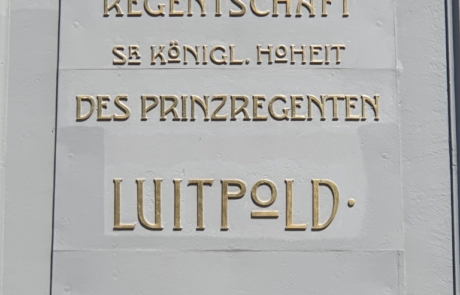 REGENTSCHAFT
SR KÖNIGL. HOHEIT
DES PRINZREGENTEN
LUITPOLD.